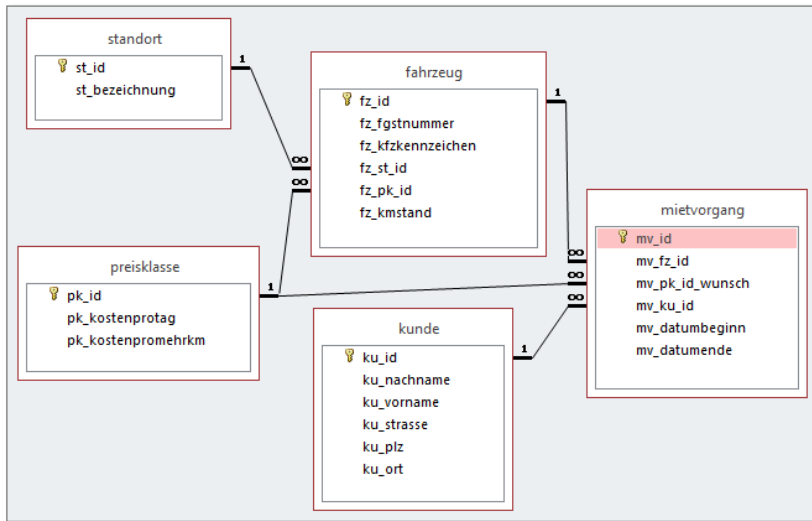 standort
st_id
st_bezeichnung
1
∞
∞
fahrzeug
fz_id
fz_fgstnummer
fz_kfzkennzeichen
fz_st_id
fz_pk_id
fz_kmstand
1
∞
∞
∞
mietvorgang
mv_id
mv_fz_id
mv_pk_id_wunsch
mv_ku_id
mv_datumbeginn
mv_datumende
preisklasse
pk_id
pk_kostenprotag
pk_kostenpromehrkm
1
kunde
ku_id
ku_nachname
ku_vorname
ku_strasse
ku_plz
ku_ort
1